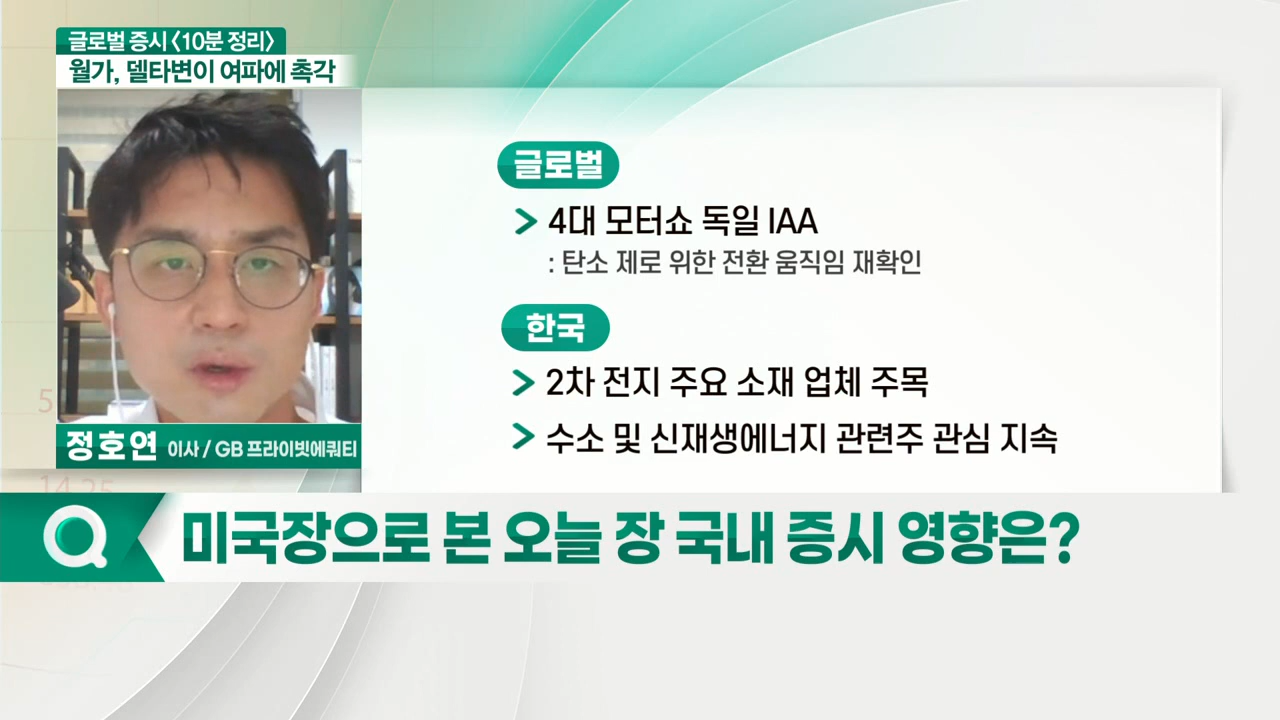 글로벌 증시 <10분 정리>
월가, 델타변이 여파에 촉각
글로벌
4대 모터쇼 독일 IAA
: 탄소 제로 위한 전환 움직임 재확인
한국
2차 전지 주요 소재 업체 주목
수소 및 신재생에너지 관련주 관심 지속
정호연 이사 / GB 프라이빗에쿼티
Q 미국장으로 본 오늘 장 국내 증시 영향은?